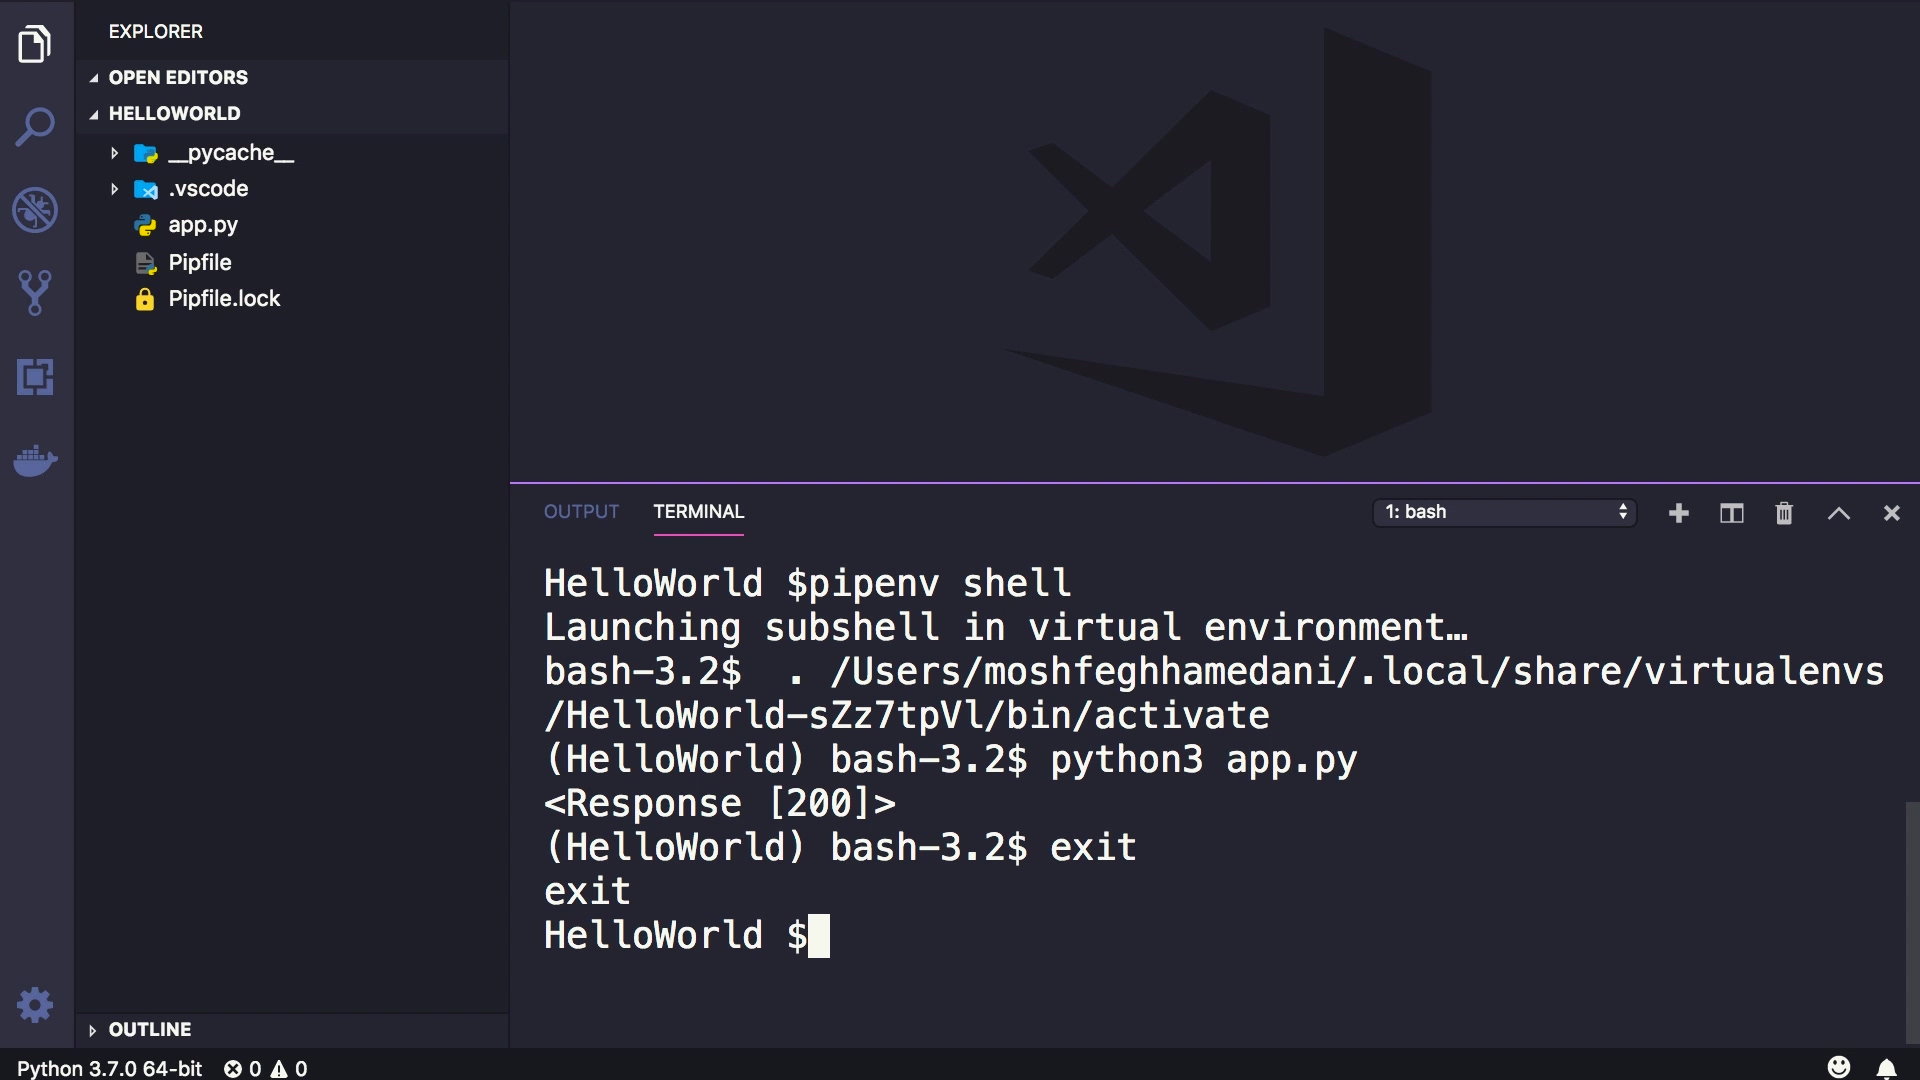 EXPLORER
OPEN EDITORS
HELLOWORLD
__pycache__
.vscode
app.py
Pipfile
Pipfile.lock
OUTLINE
OUTPUT TERMINAL
1: bash
HelloWorld $pipenv shell
Launching subshell in virtual environment…
bash-3.2$  . /Users/moshfeghhamedani/.local/share/virtualenvs
/HelloWorld-sZz7tpVl/bin/activate
(HelloWorld) bash-3.2$ python3 app.py
<Response [200]>
(HelloWorld) bash-3.2$ exit
exit
HelloWorld $
Python 3.7.0 64-bit 0 0